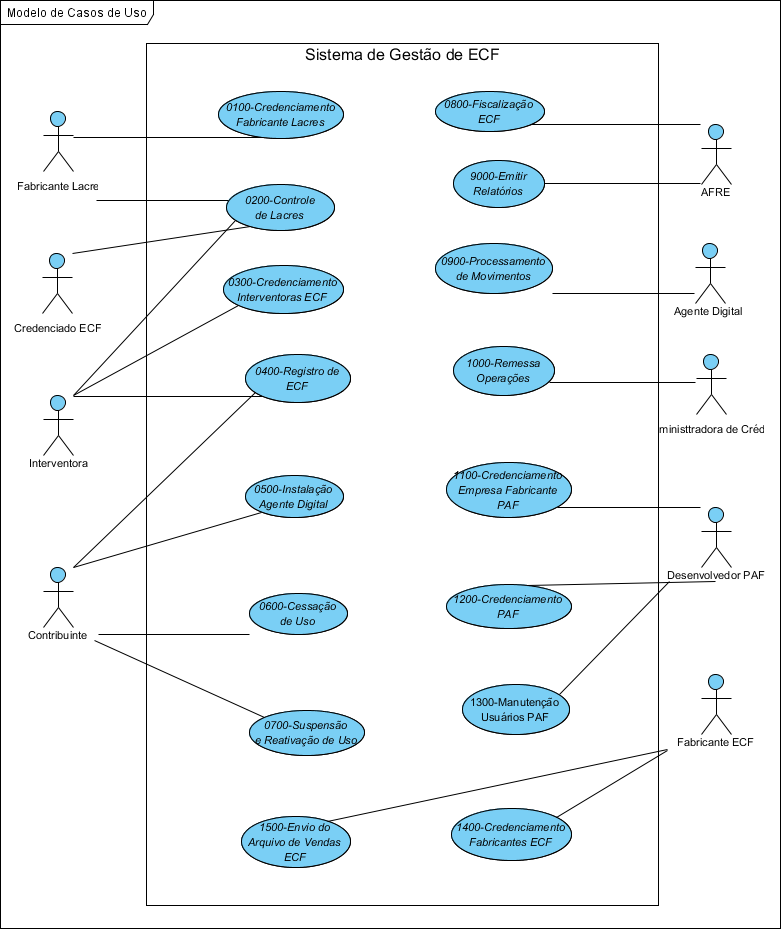 Modelo de Casos de Uso
Sistema de Gestão de ECF
0100-Credenciamento
Fabricante Lacres
0800-Fiscalização
ECF
Fabricante Lacre
9000-Emitir
Relatórios
AFRE
0200-Controle
de Lacres
Credenciado ECF
0300-Credenciamento
Interventoras ECF
0900-Processamento
de Movimentos
Agente Digital
0400-Registro de
ECF
1000-Remessa
Operações
ministtradora de Créd
Interventora
0500-Instalação
Agente Digital
1100-Credenciamento
Empresa Fabricante
PAF
Desenvolvedor PAF
0600-Cessação
de Uso
1200-Credenciamento
PAF
Contribuinte
0700-Suspensão
e Reativação de Uso
1300-Manutenção
Usuários PAF
Fabricante ECF
1500-Envio do
Arquivo de Vendas
ECF
1400-Credenciamento
Fabricantes ECF